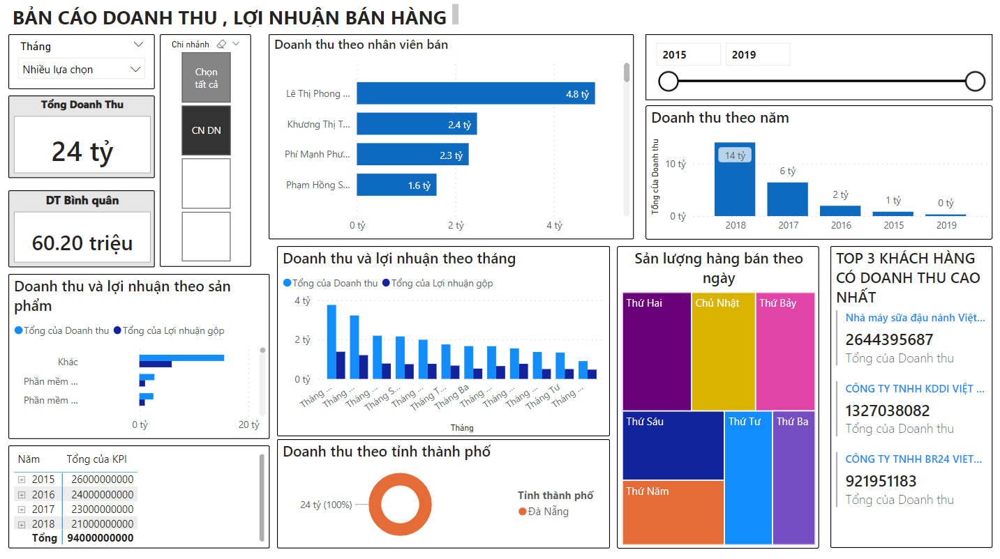 BẢN CÁO DOANH THU , LỢI NHUẬN BÁN HÀNG
Tháng
Nhiều lựa chọn
Tổng Doanh Thu
24 tỷ
DT Bình quân
60.20 triệu
Chi nhánh
Chọn
tất cả
CN DN
Doanh thu theo nhân viên bán
Lê Thị Phong ...
4.8 tỷ
Khương Thị T...
2.4 tỷ
Phí Mạnh Phư...
2.3 tỷ
Phạm Hồng S...
1.6 tỷ
0 tỷ
2 tỷ
4 tỷ
2015
2019
Doanh thu theo năm
Tổng của Doanh thu
10 tỷ
0 tỷ
14 tỷ
6 tỷ
2 tỷ
1 tỷ
0 tỷ
2018
2017
2016
2015
2019
Doanh thu và lợi nhuận theo sản
phẩm
Tổng của Doanh thu
Tổng của Lợi nhuận gộp
Khác
Phần mềm ...
Phần mềm ...
0 tỷ
20 tỷ
Năm Tổng của KPI
2015 26000000000
2016 24000000000
2017 23000000000
2018 21000000000
Tổng 94000000000
Doanh thu và lợi nhuận theo tháng
Tổng của Doanh thu
Tổng của Lợi nhuận gộp
4 tỷ
2 tỷ
0 tỷ
Tháng ...
Tháng ...
Tháng ...
Tháng S...
Tháng ...
Tháng T...
Tháng Ba
Tháng ...
Tháng ...
Tháng ...
Tháng Tư
Tháng ...
Tháng
Doanh thu theo tỉnh thành phố
24 tỷ (100%)
Tỉnh thành phố
Đà Nẵng
Sản lượng hàng bán theo
ngày
Thứ Hai
Chủ Nhật
Thứ Bảy
Thứ Sáu
Thứ Tư
Thứ Ba
Thứ Năm
TOP 3 KHÁCH HÀNG
CÓ DOANH THU CAO
NHẤT
Nhà máy sữa đậu nành Việt...
2644395687
Tổng của Doanh thu
CÔNG TY TNHH KDDI VIỆT ...
1327038082
Tổng của Doanh thu
CÔNG TY TNHH BR24 VIET...
921951183
Tổng của Doanh thu